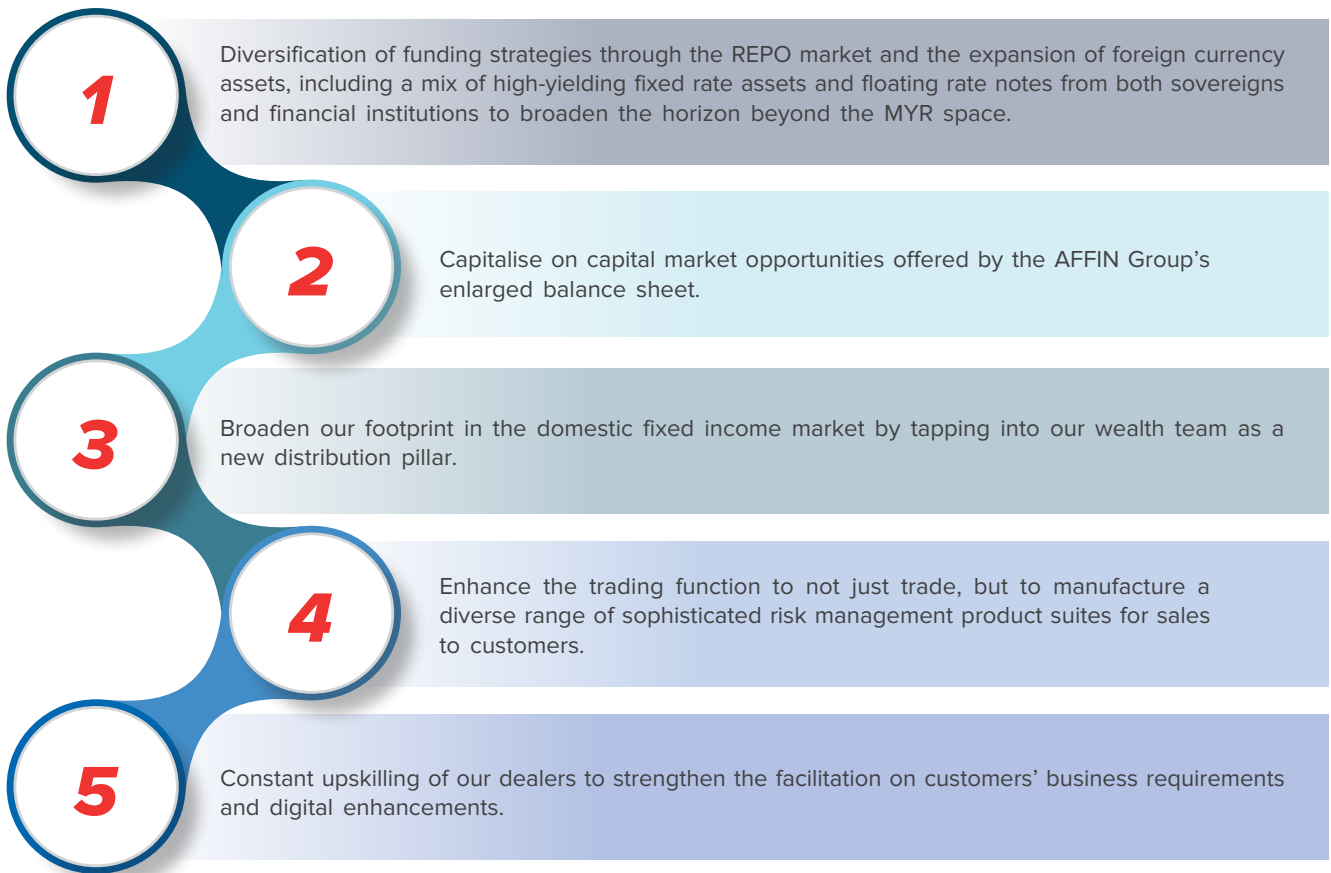 1
Diversification of funding strategies through the REPO market and the expansion of foreign currency
assets, including a mix of high-yielding fixed rate assets and floating rate notes from both sovereigns
and financial institutions to broaden the horizon beyond the MYR space.
2
Capitalise on capital market opportunities offered by the AFFIN Group’s
enlarged balance sheet.
3
Broaden our footprint in the domestic fixed income market by tapping into our wealth team as a
new distribution pillar.
4
Enhance the trading function to not just trade, but to manufacture a
diverse range of sophisticated risk management product suites for sales
to customers.
5
Constant upskilling of our dealers to strengthen the facilitation on customers’ business requirements
and digital enhancements.